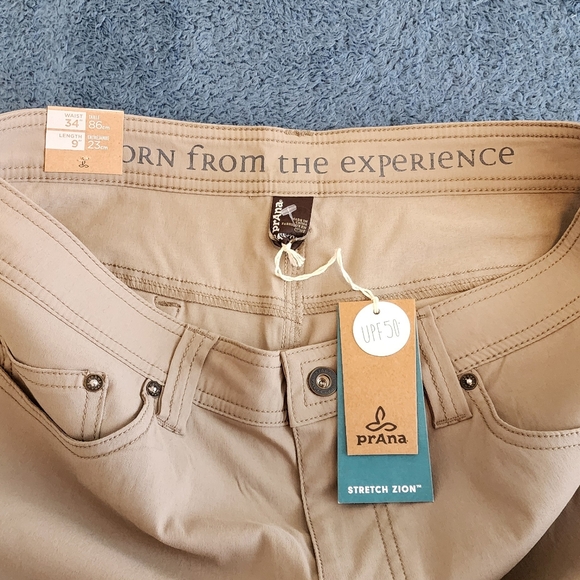 WAIST
34"
86cm
LENGTH
9"
23cm
ORN from the experience
prAna
UPF 50+
prAna
STRETCH ZION™